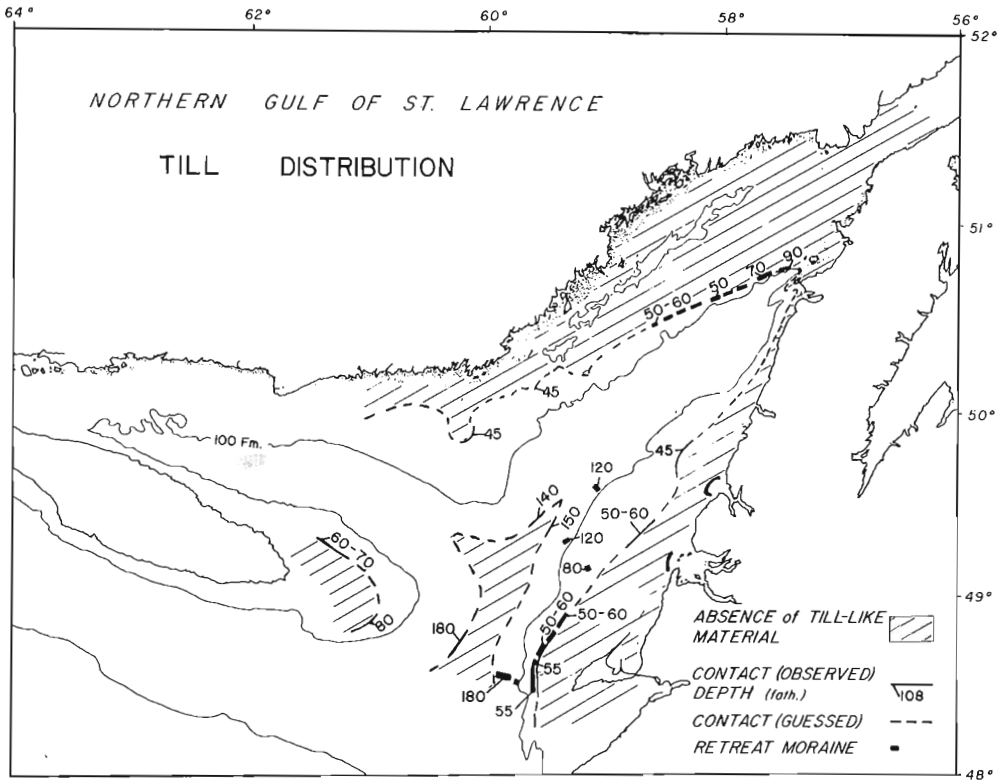 64° 62° 60° 58° 56°
52°
NORTHERN GULF OF ST. LAWRENCE
TILL DISTRIBUTION
51°
50-60 50 70 90
45
50°
45
100 Fm.
45
120
140
150
50-60
120
60-70
80
49°
50-60
50-60
80
180
55
180
55
ABSENCE of TILL-LIKE
MATERIAL
CONTACT (OBSERVED)
DEPTH (fath.) 108
CONTACT (GUESSED)
RETREAT MORAINE
48°